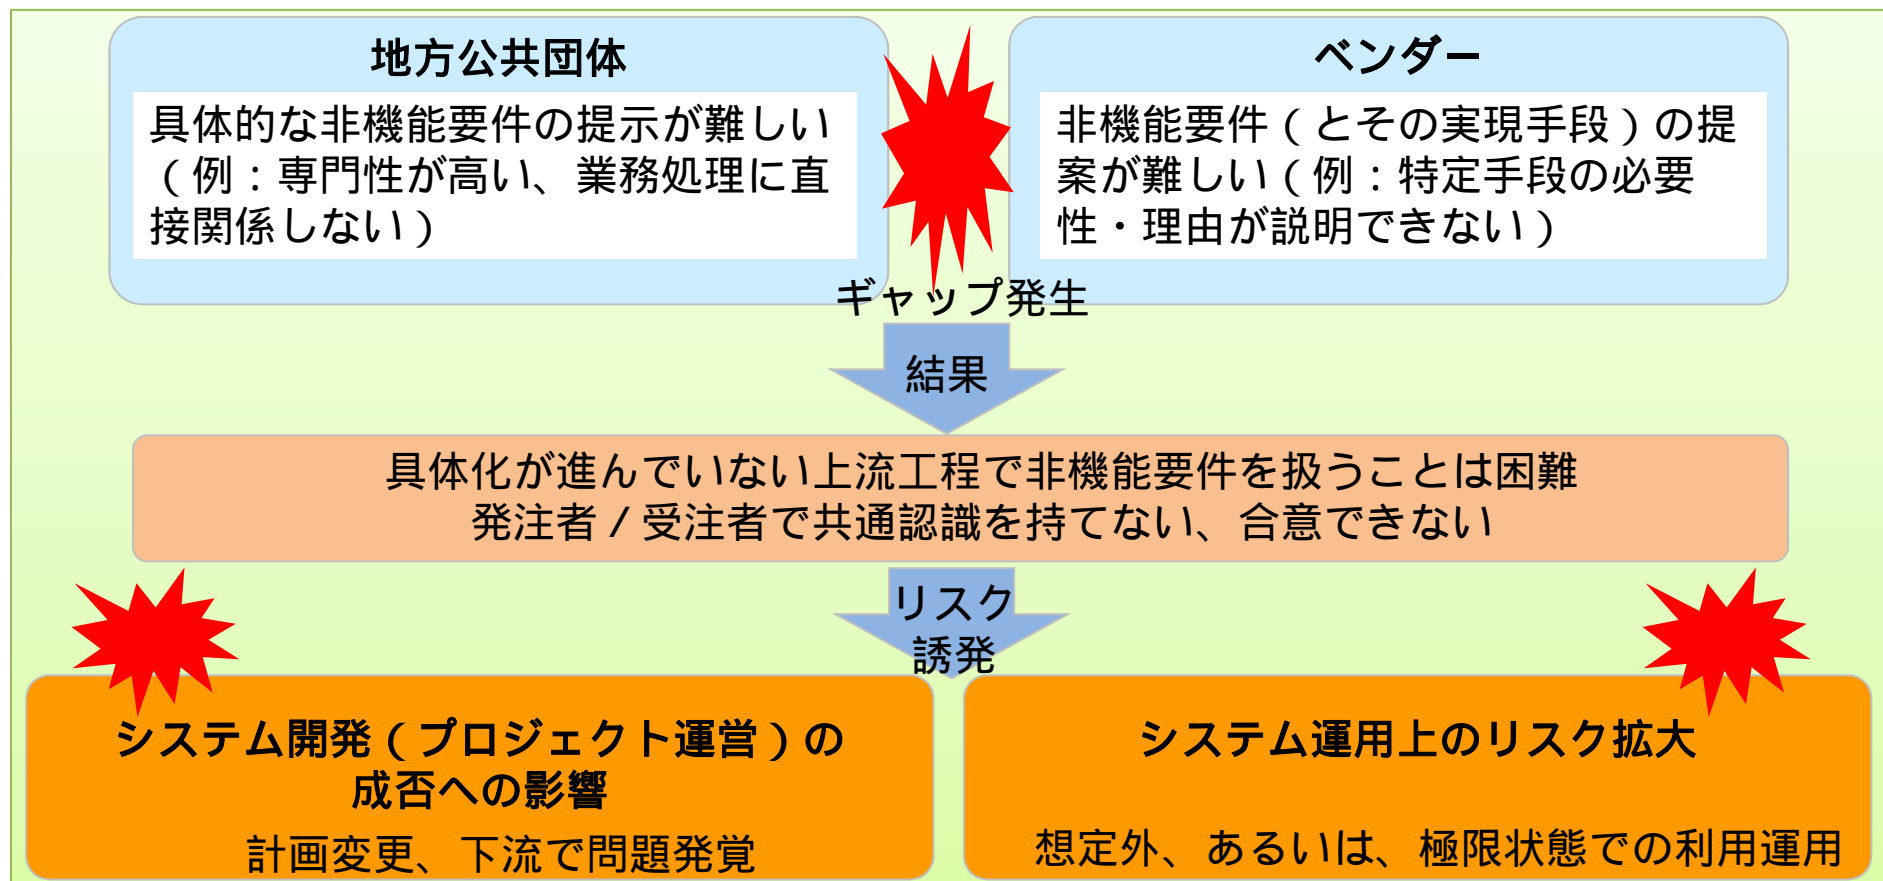 地方公共団体
具体的な非機能要件の提示が難しい
（例：専門性が高い、業務処理に直
接関係しない）
ベンダー
非機能要件（とその実現手段）の提
案が難しい（例：特定手段の必要
性・理由が説明できない）
ギャップ発生
結果
具体化が進んでいない上流工程で非機能要件を扱うことは困難
発注者／受注者で共通認識を持てない、合意できない
リスク
誘発
システム開発（プロジェクト運営）の
成否への影響
計画変更、下流で問題発覚
システム運用上のリスク拡大
想定外、あるいは、極限状態での利用運用